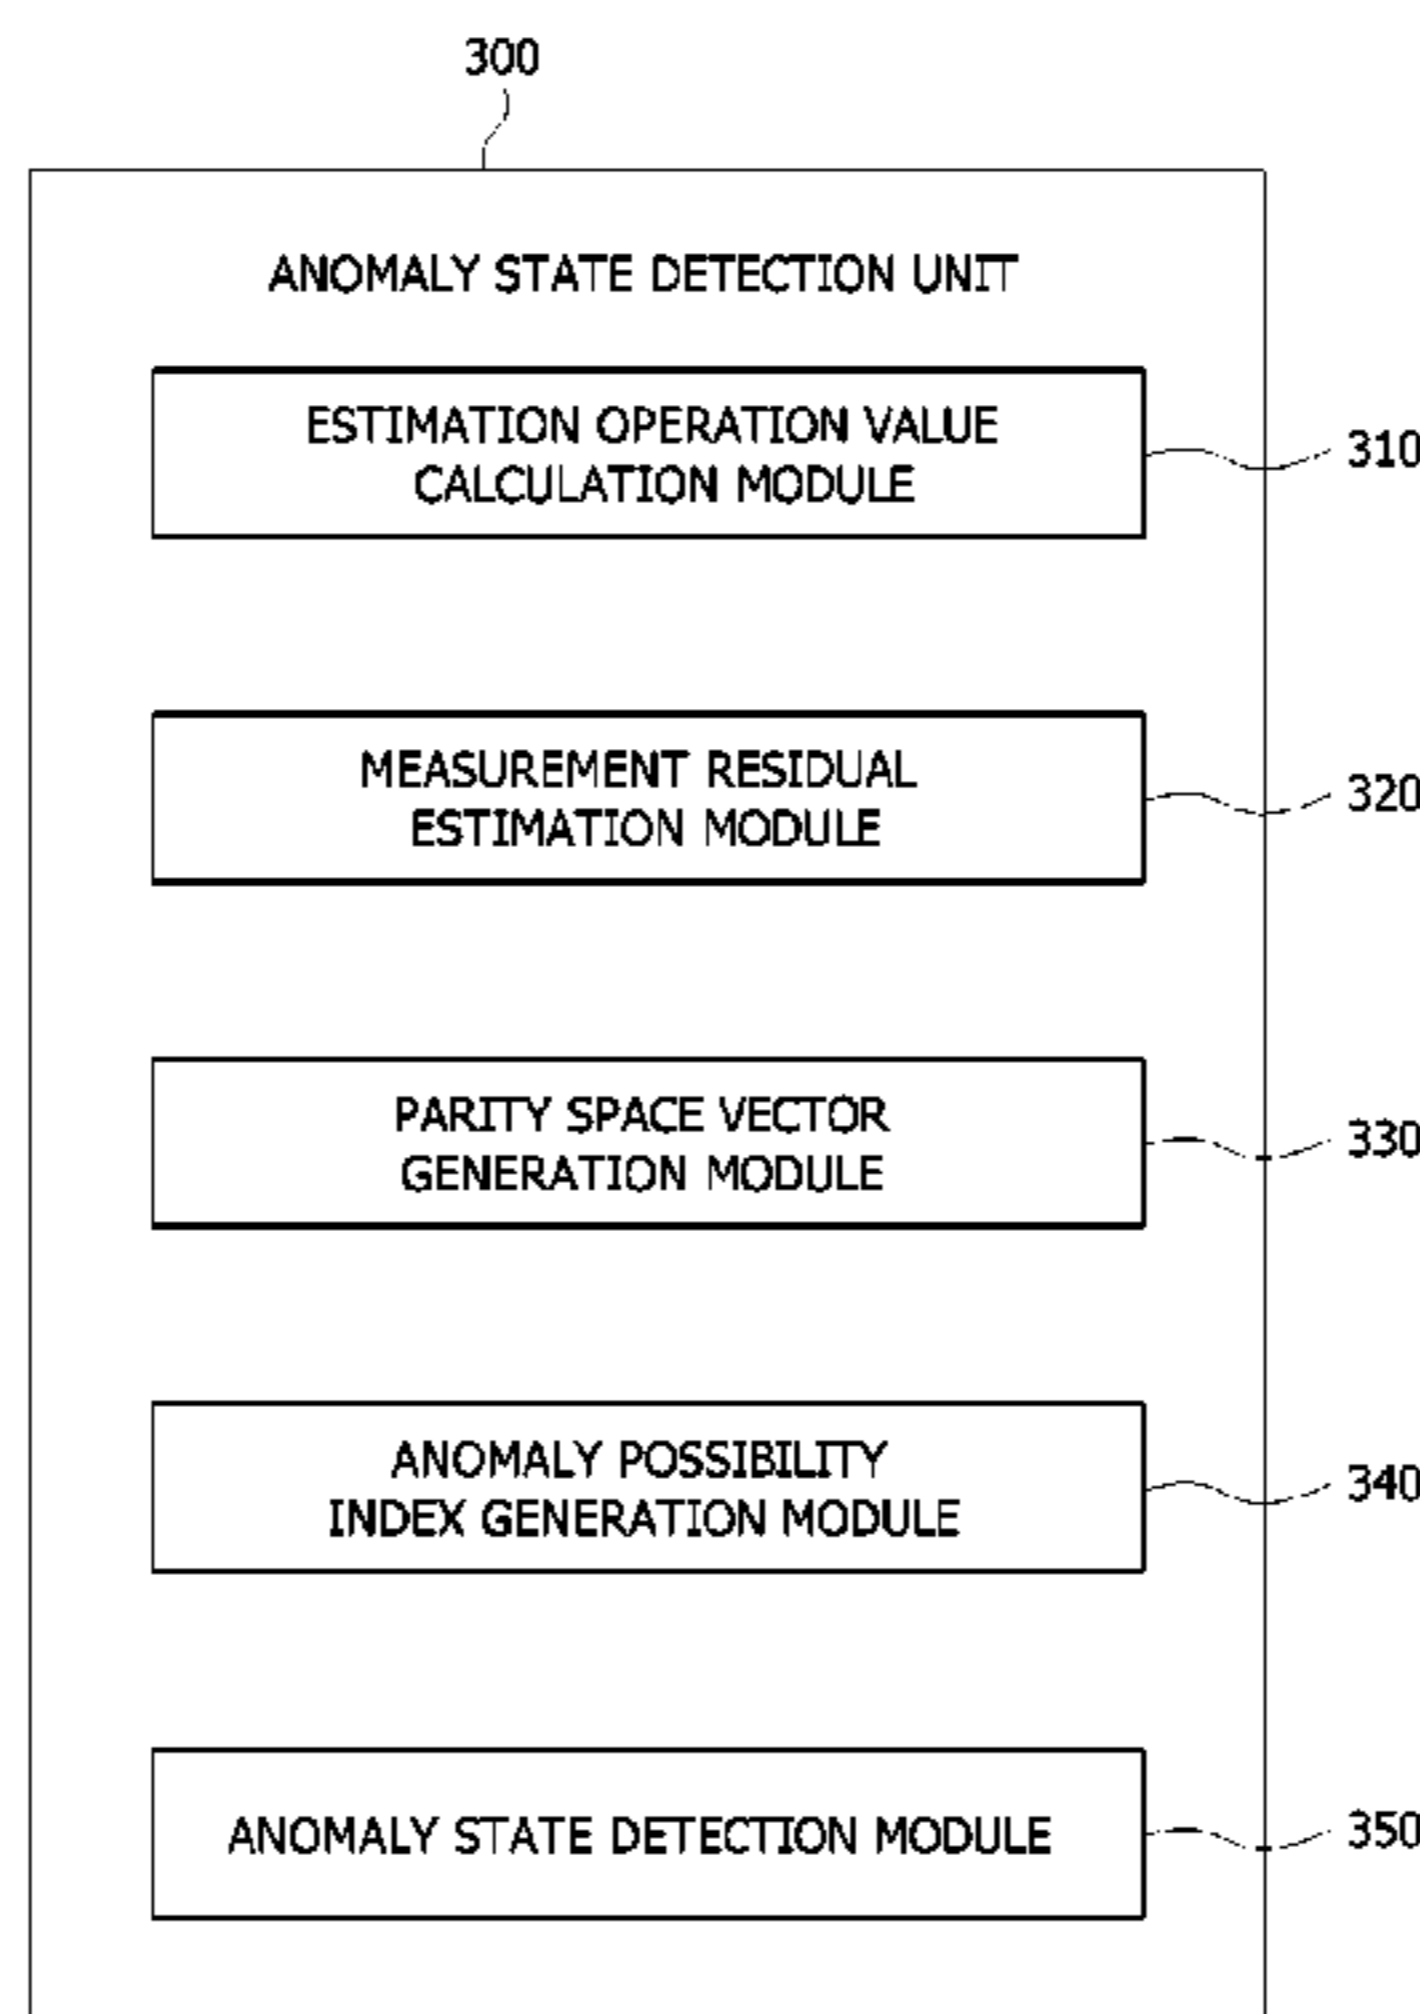 300
ANOMALY STATE DETECTION UNIT
ESTIMATION OPERATION VALUE
CALCULATION MODULE
310
MEASUREMENT RESIDUAL
ESTIMATION MODULE
320
PARITY SPACE VECTOR
GENERATION MODULE
330
ANOMALY POSSIBILITY
INDEX GENERATION MODULE
340
ANOMALY STATE DETECTION MODULE
350